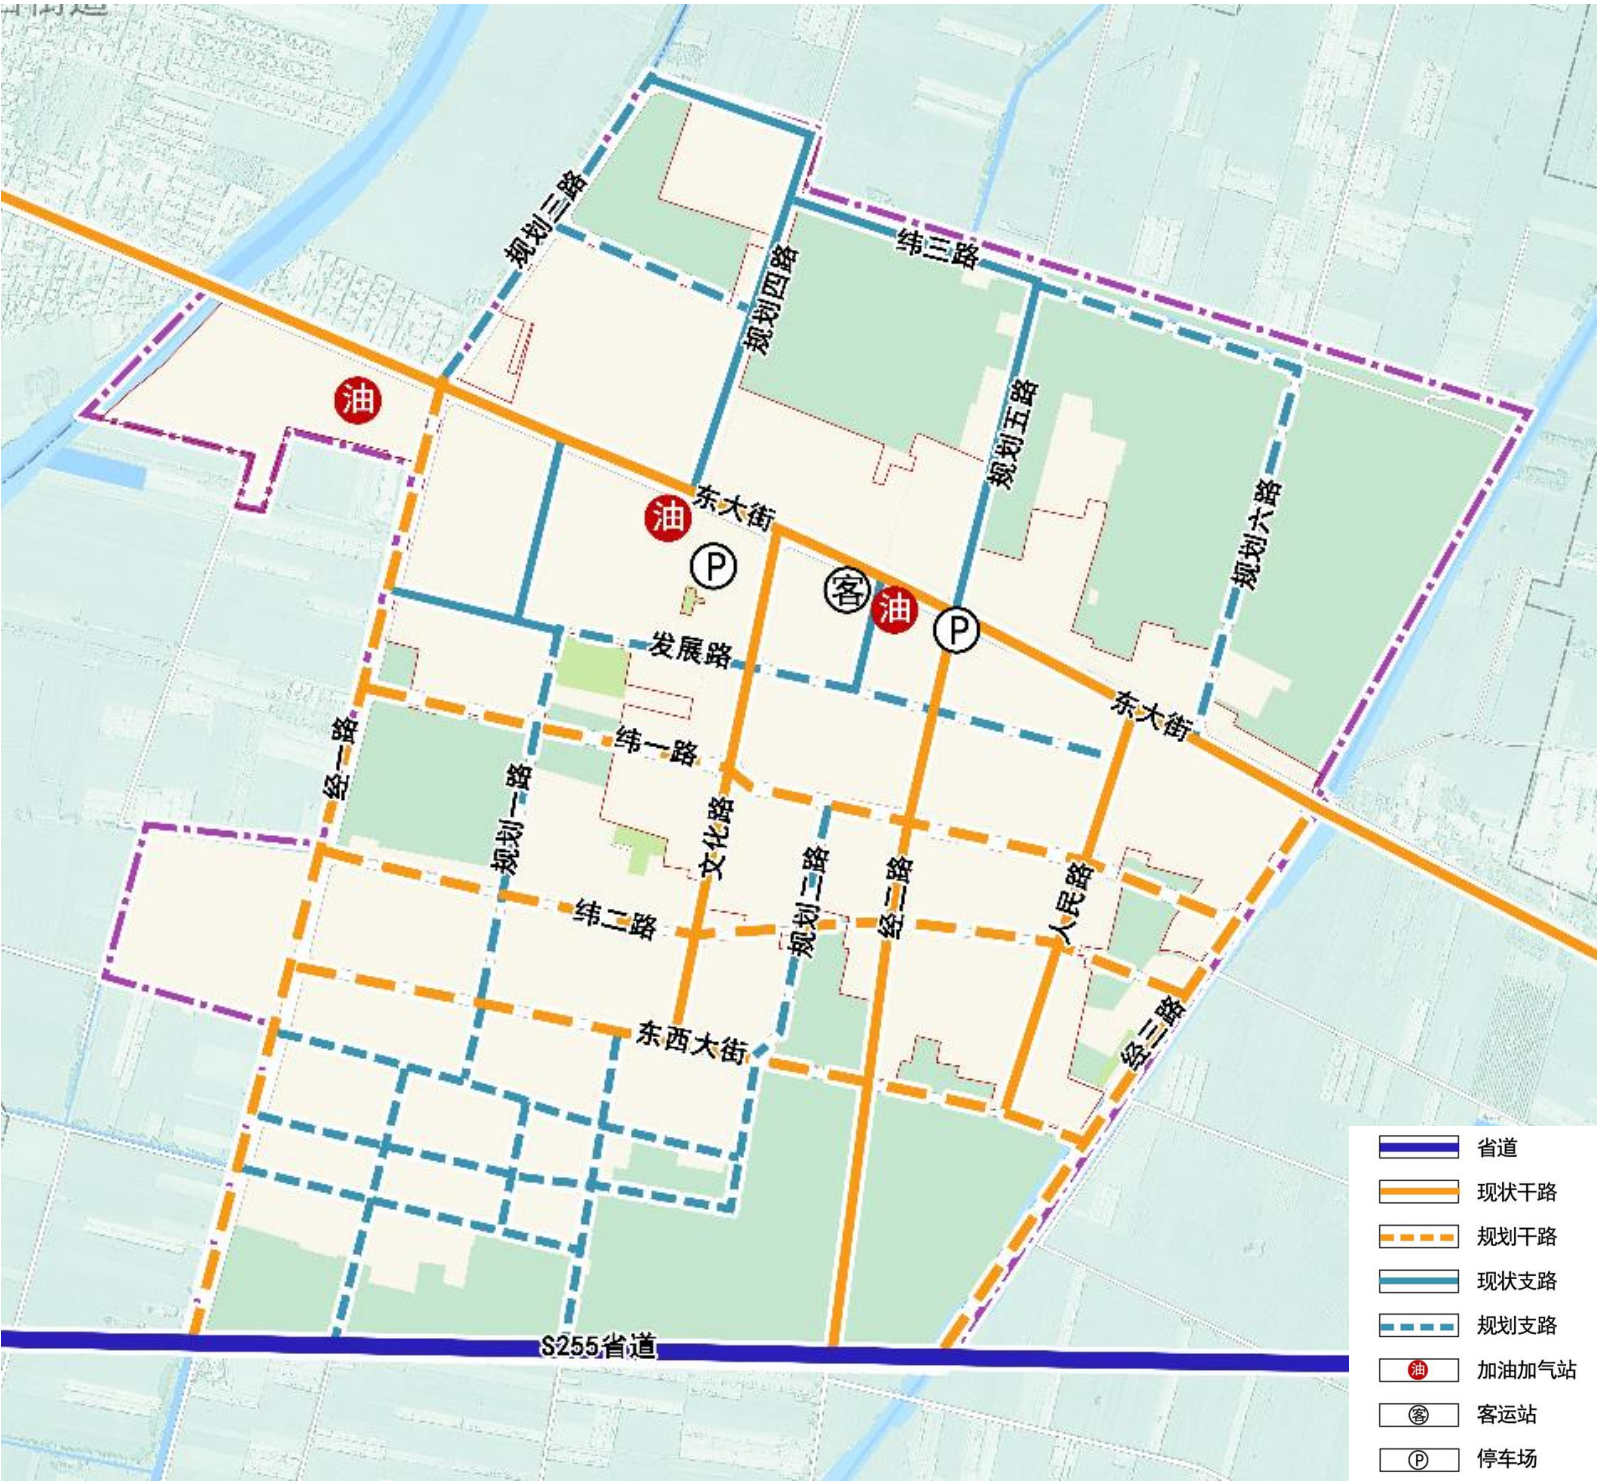 规划三路
纬三路
规划四路
规划五路
油
规划六路
东大街
油
P
客
油
P
发展路
东大街
纬一路
经一路
规划一路
文化路
规划二路
经二路
人民路
纬二路
经三路
东西大街
S255省道
省道
现状干路
规划干路
现状支路
规划支路
油 加油加气站
客 客运站
P 停车场